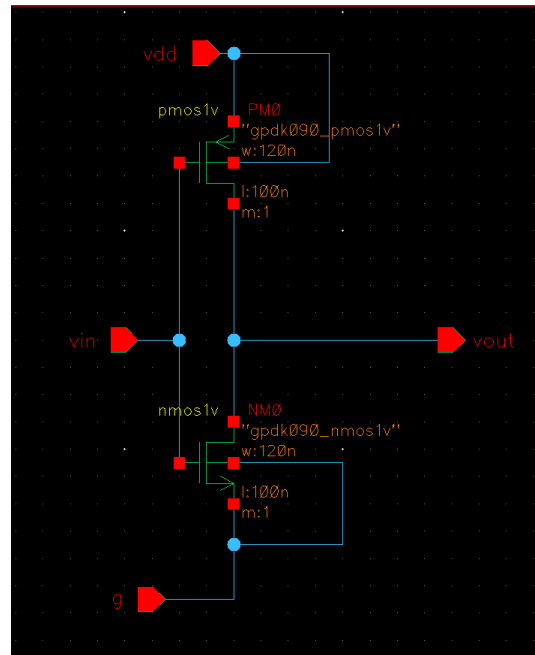 vdd
pmos1v PM0
"gpdk090_pmos1v"
w:120n
l:100n
m:1
vin
vout
nmos1v NM0
"gpdk090_nmos1v"
w:120n
l:100n
m:1
g